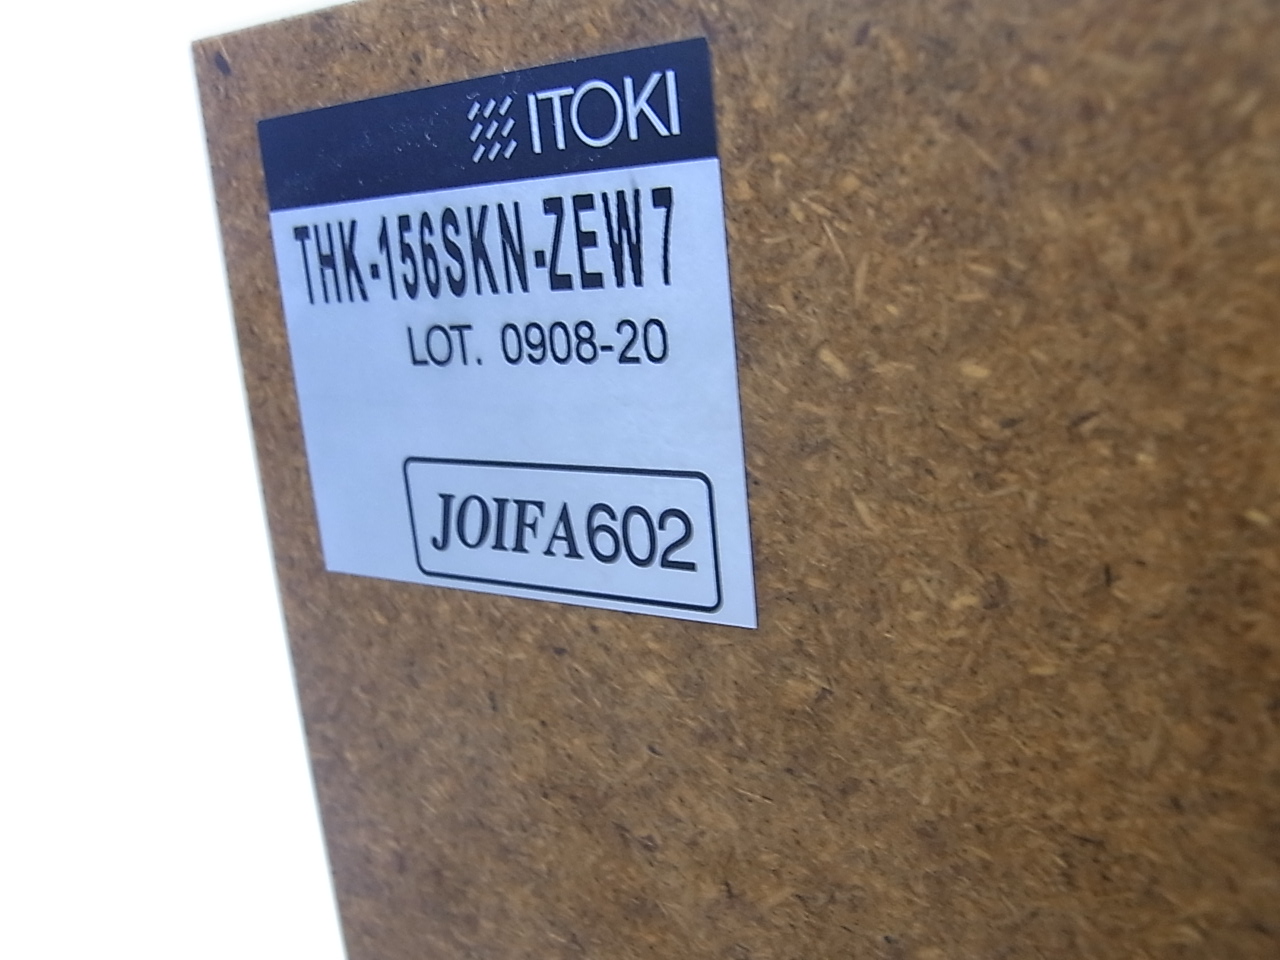 ITOKI
THK-156SKN-ZEW7
LOT. 0908-20
JOIFA602